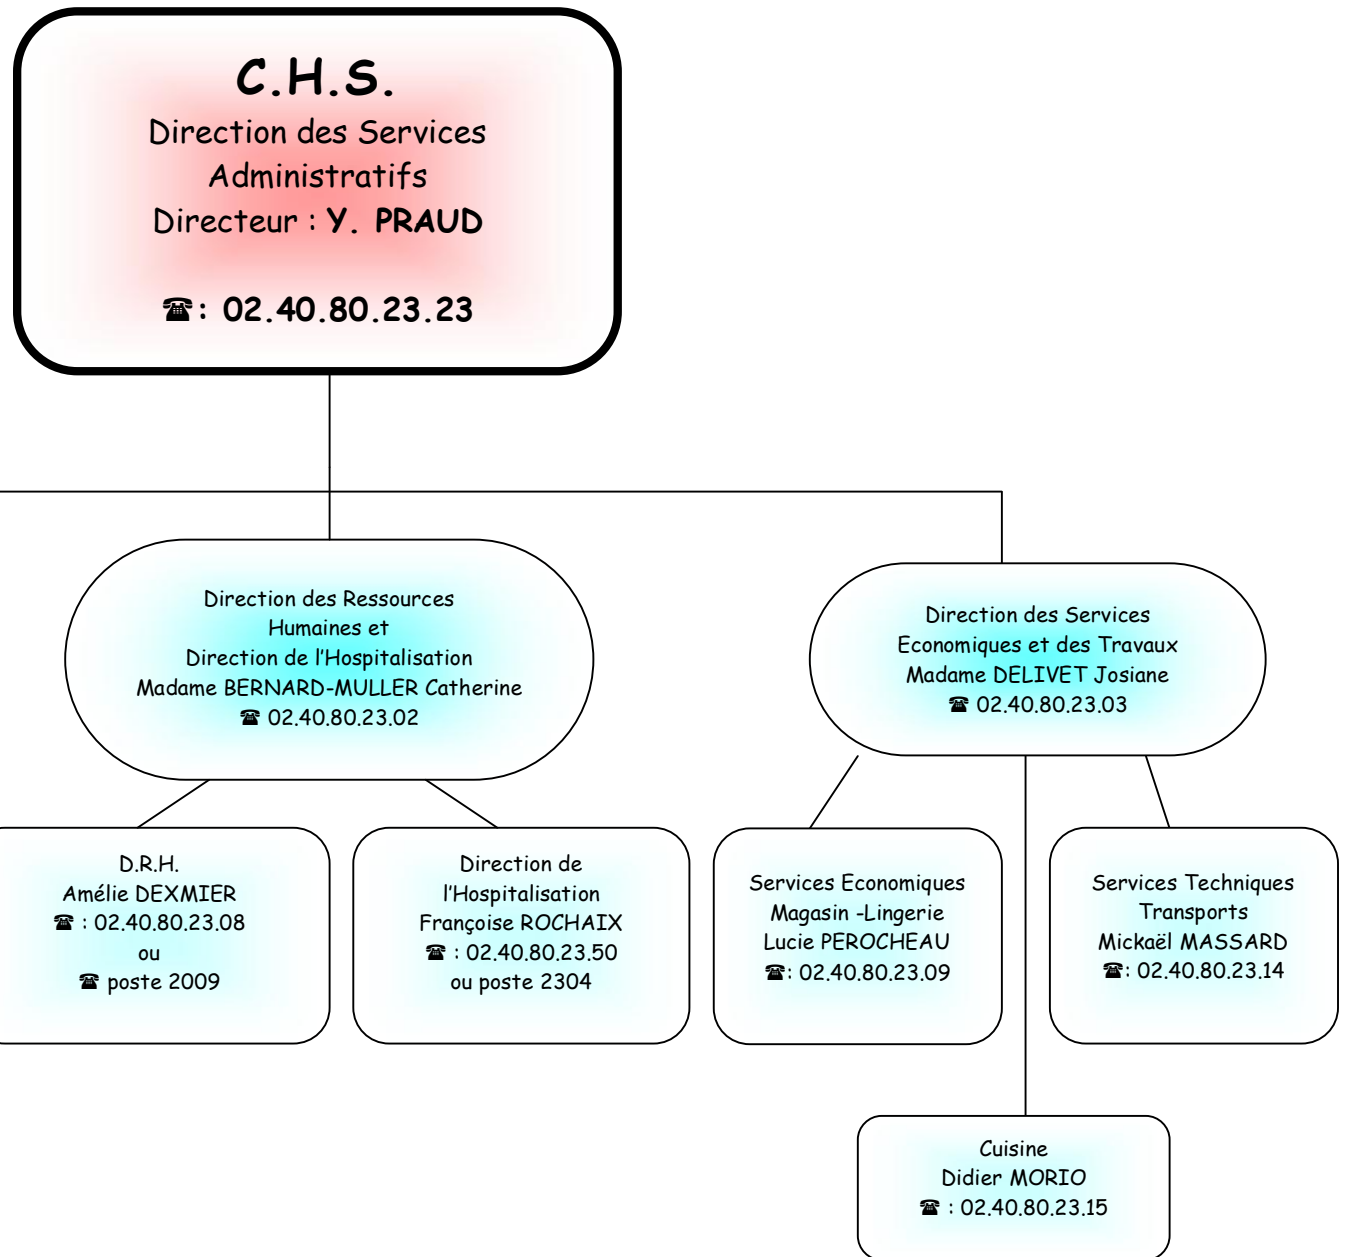 C.H.S.
Direction des Services
Administratifs
Directeur : Y. PRAUD
☎: 02.40.80.23.23
Direction des Ressources
Humaines et
Direction de l'Hospitalisation
Madame BERNARD-MULLER Catherine
☎ 02.40.80.23.02
Direction des Services
Economiques et des Travaux
Madame DELIVET Josiane
☎ 02.40.80.23.03
D.R.H.
Amélie DEXMIER
☎ : 02.40.80.23.08
ou
☎ poste 2009
Direction de
l'Hospitalisation
Françoise ROCHAIX
☎ : 02.40.80.23.50
ou poste 2304
Services Economiques
Magasin -Lingerie
Lucie PEROCHEAU
☎: 02.40.80.23.09
Services Techniques
Transports
Mickaël MASSARD
☎: 02.40.80.23.14
Cuisine
Didier MORIO
☎ : 02.40.80.23.15